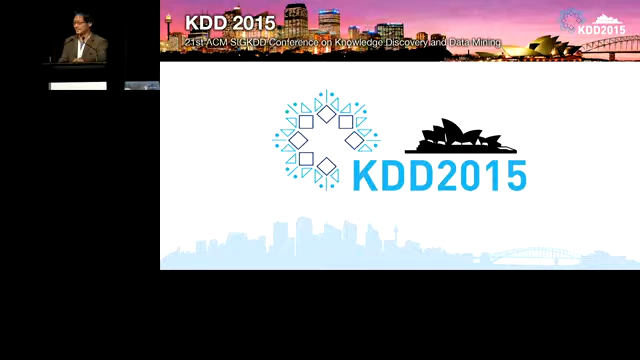 KDD 2015
21st ACM SIGKDD Conference on Knowledge Discovery and Data Mining
KDD2015
KDD2015